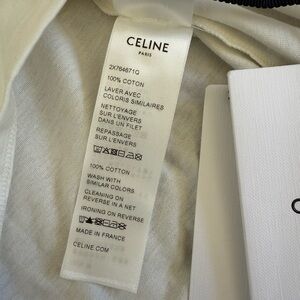 CELINE
PARIS
2X764671Q
100% COTTON
LAVER AVEC
COLORIS SIMILAIRES
NETTOYAGE
SUR L'ENVERS
DANS UN FILET
REPASSAGE
SUR L'ENVERS
100% COTTON
WASH WITH
SIMILAR COLORS
CLEANING ON
REVERSE IN A NET
IRONING ON REVERSE
MADE IN FRANCE
CELINE.COM